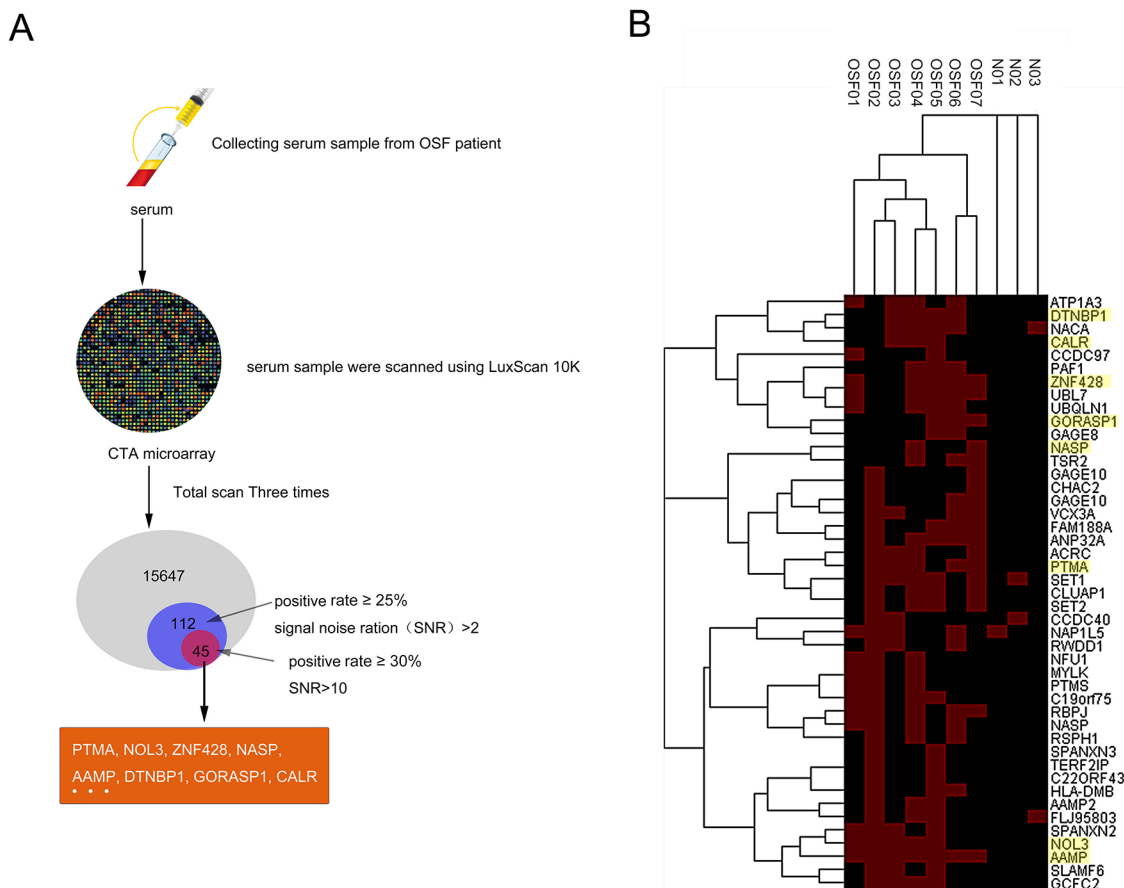 A
Collecting serum sample from OSF patient
serum
serum sample were scanned using LuxScan 10K
CTA microarray
Total scan Three times
15647
112
45
positive rate ≥ 25%
signal noise ration（SNR）>2
positive rate ≥ 30%
SNR>10
PTMA, NOL3, ZNF428, NASP,
AAMP, DTNBP1, GORASP1, CALR
• • •
B
OSF01
OSF02
OSF03
OSF04
OSF05
OSF06
OSF07
N01
N02
N03
ATP1A3
DTNBP1
NACA
CALR
CCDC97
PAF1
ZNF428
UBL7
UBQLN1
GORASP1
GAGE8
NASP
TSR2
GAGE10
CHAC2
GAGE10
VCX3A
FAM188A
ANP32A
ACRC
PTMA
SET1
CLUAP1
SET2
CCDC40
NAP1L5
RWDD1
NFU1
MYLK
PTMS
C19orf75
RBPJ
NASP
RSPH1
SPANXN3
TERF2IP
C22ORF43
HLA-DMB
AAMP2
FLJ95803
SPANXN2
NOL3
AAMP
SLAMF6
GCFC2